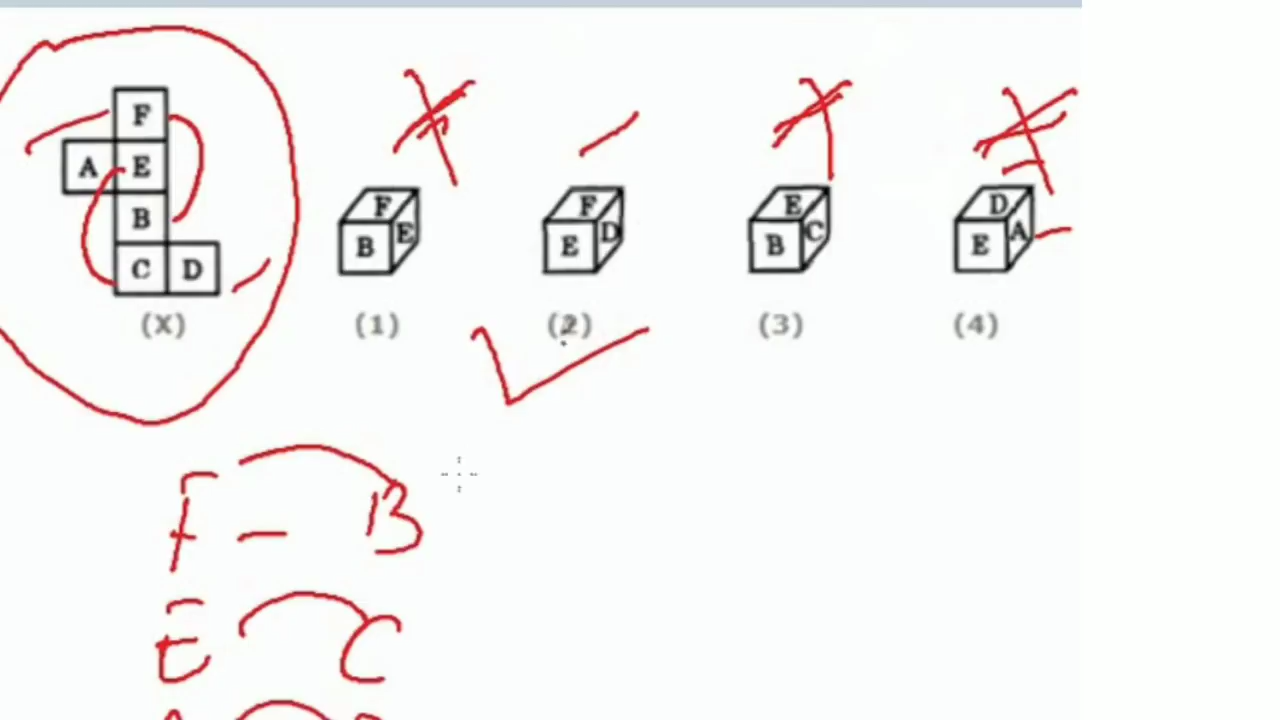 F
A E
B
C D
(X)
F
B E
(1)
F
E D
(2)
E
B C
(3)
D
E A
(4)
F - B
E C